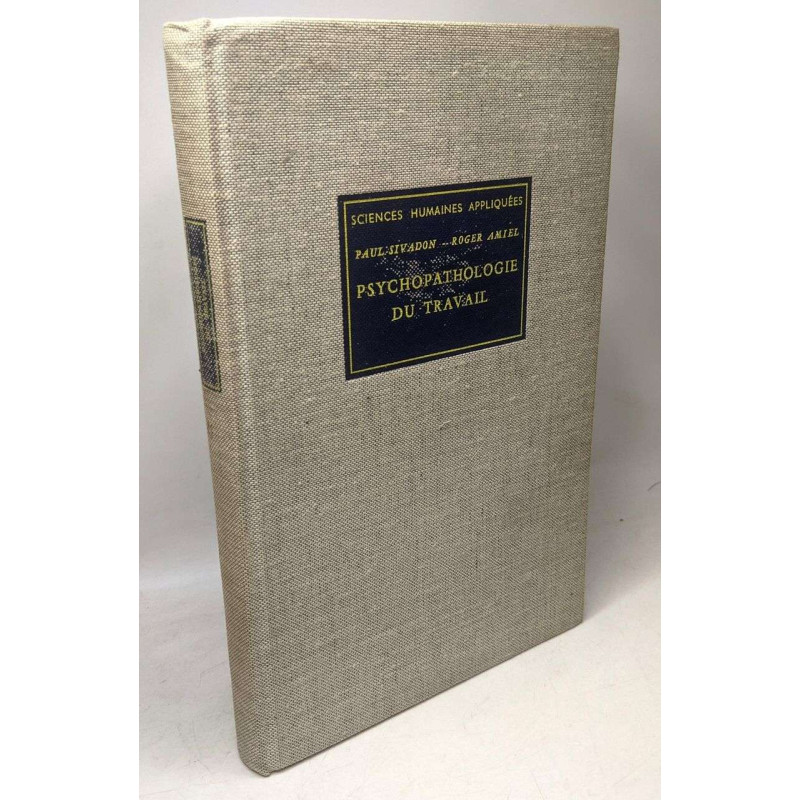 SCIENCES HUMAINES APPLIQUÉES
PAUL SIVADON - ROGER AMIEL
PSYCHOPATHOLOGIE
DU TRAVAIL